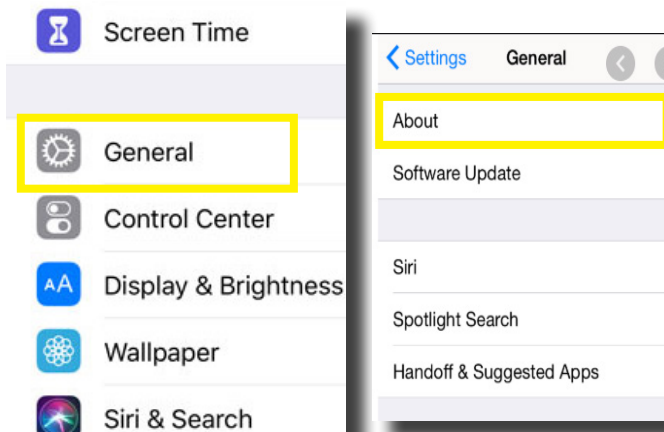 Screen Time
General
Control Center
AA Display & Brightness
Wallpaper
Siri & Search
Settings General
About
Software Update
Siri
Spotlight Search
Handoff & Suggested Apps